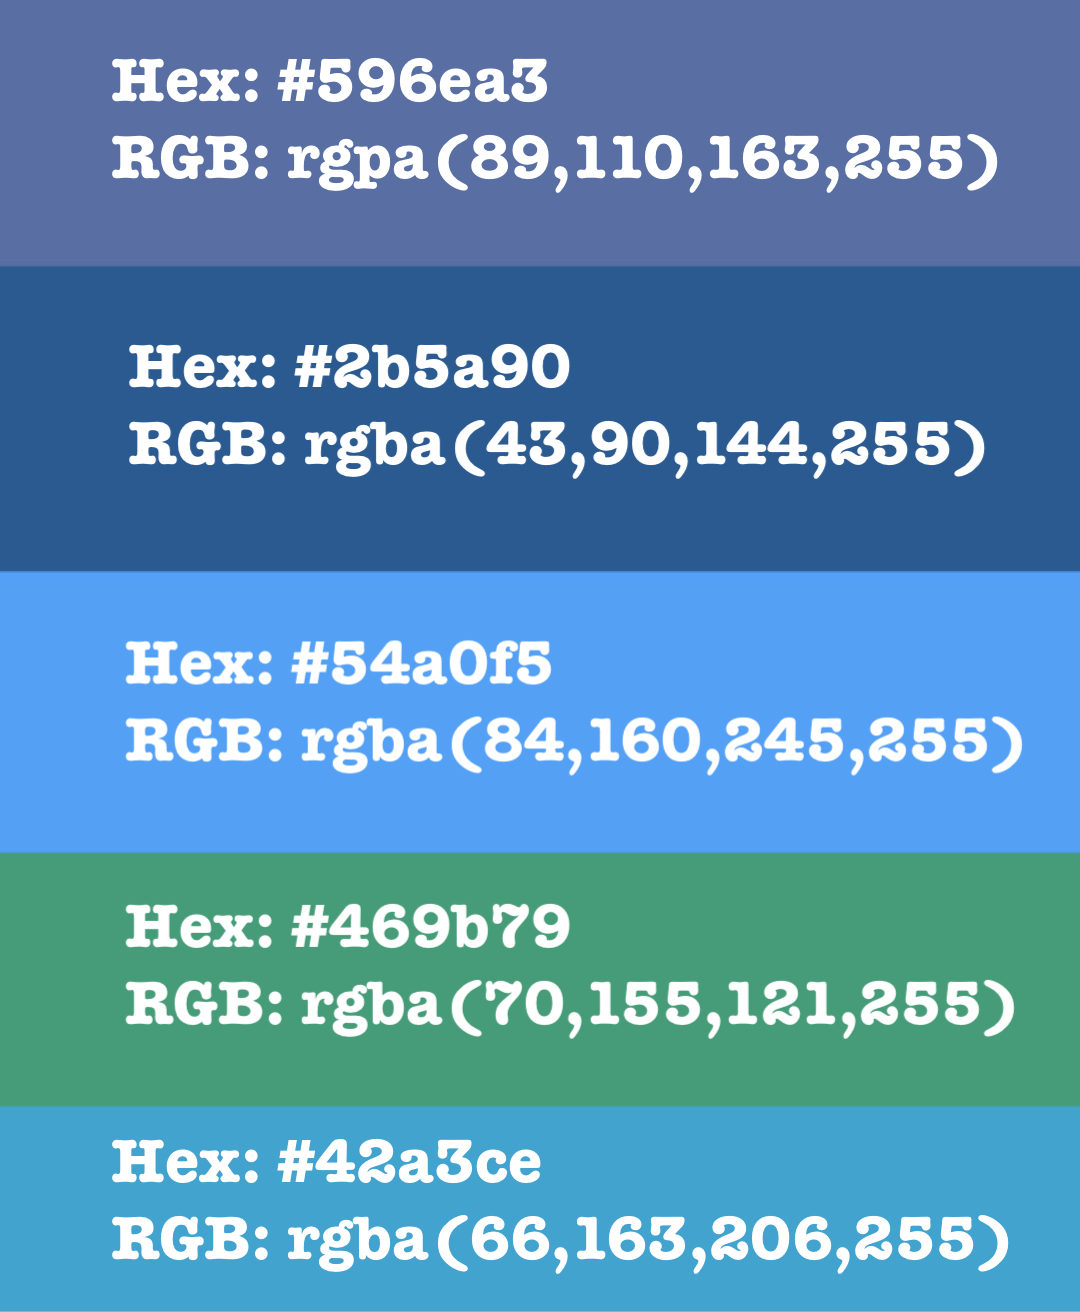 Hex: #596ea3
RGB: rgpa(89,110,163,255)
Hex: #2b5a90
RGB: rgba(43,90,144,255)
Hex: #54a0f5
RGB: rgba(84,160,245,255)
Hex: #469b79
RGB: rgba(70,155,121,255)
Hex: #42a3ce
RGB: rgba(66,163,206,255)